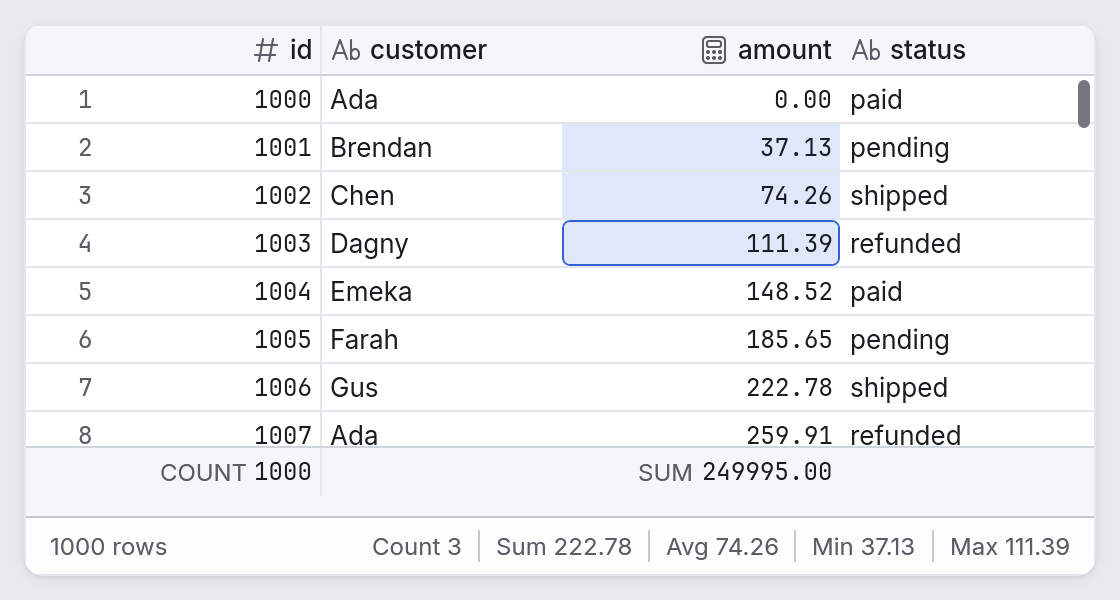 # id Ab customer amount Ab status
1 1000 Ada 0.00 paid
2 1001 Brendan 37.13 pending
3 1002 Chen 74.26 shipped
4 1003 Dagny 111.39 refunded
5 1004 Emeka 148.52 paid
6 1005 Farah 185.65 pending
7 1006 Gus 222.78 shipped
8 1007 Ada 259.91 refunded
COUNT 1000 SUM 249995.00
1000 rows Count 3 Sum 222.78 Avg 74.26 Min 37.13 Max 111.39